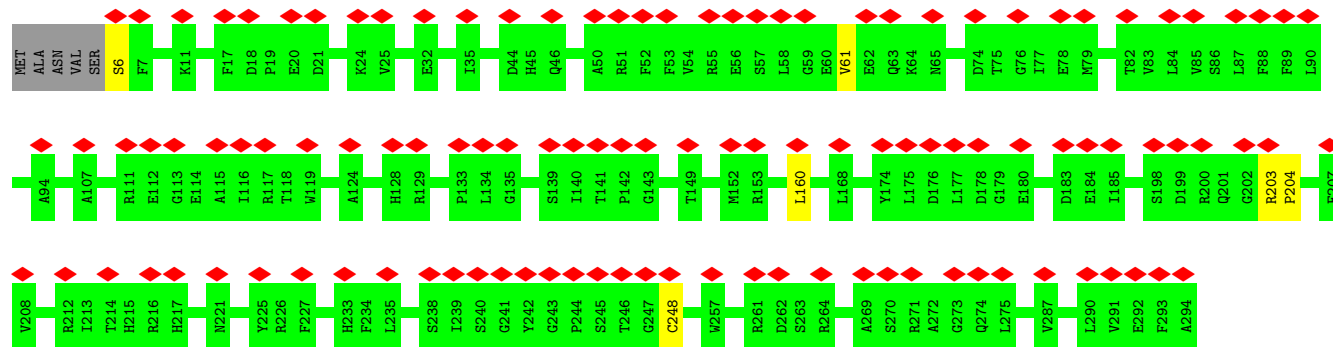 MET ALA ASN VAL SER S6 F7 K11 F17 D18 P19 E20 D21 K24 V25 E32 I35 D44 H45 Q46 A50 R51 F52 F53 V54 R55 E56 S57 L58 G59 E60 V61 E62 Q63 K64 N65 D74 T75 G76 I77 E78 M79 T82 V83 L84 V85 S86 L87 F88 F89 L90
A94 A107 R111 E112 G113 E114 A115 I116 R117 T118 W119 A124 H128 R129 P133 L134 G135 S139 I140 T141 P142 G143 T149 M152 R153 L160 L168 Y174 L175 D176 L177 D178 G179 E180 D183 E184 I185 S198 D199 R200 Q201 G202 R203 P204
V208 R212 I213 T214 H215 R216 H217 N221 Y225 R226 F227 H233 F234 L235 S238 I239 S240 G241 Y242 G243 P244 S245 T246 G247 C248 W257 R261 D262 S263 R264 A269 S270 R271 A272 G273 Q274 L275 V287 L290 V291 E292 F293 A294